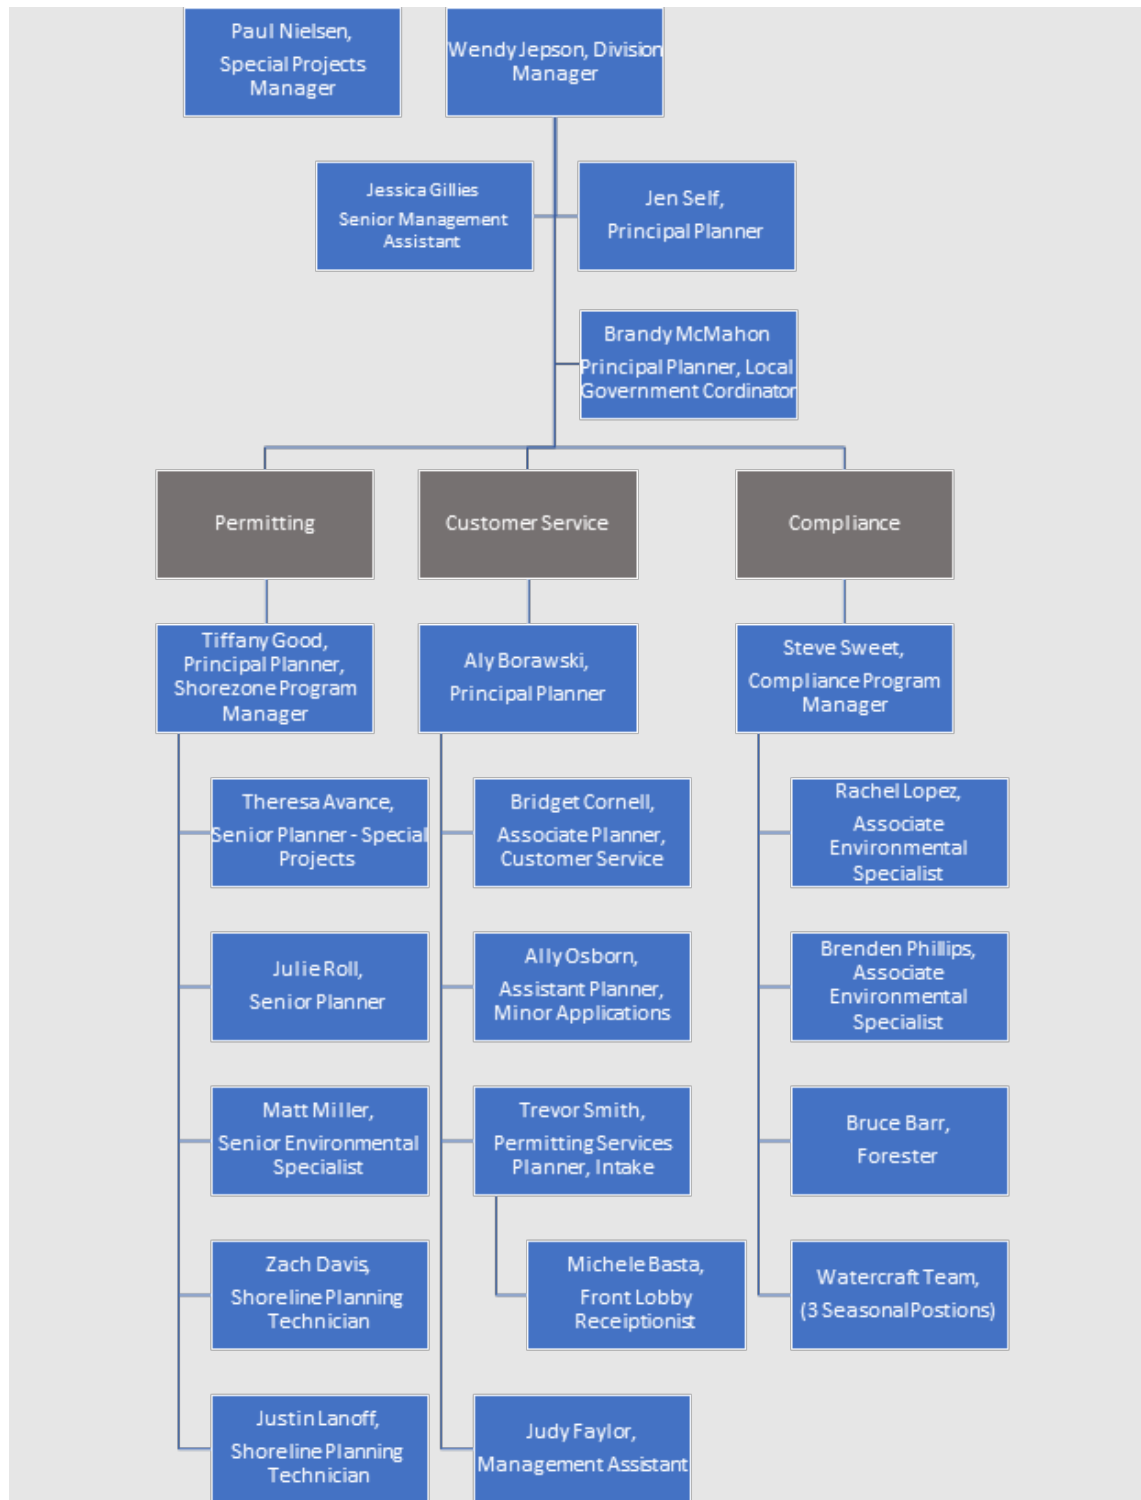 Paul Nielsen,
Special Projects
Manager
Wendy Jepson, Division
Manager
Jessica Gillies
Senior Management
Assistant
Jen Self,
Principal Planner
Brandy McMahon
Principal Planner, Local
Government Cordinator
Permitting
Customer Service
Compliance
Tiffany Good,
Principal Planner,
Shorezone Program
Manager
Aly Borawski,
Principal Planner
Steve Sweet,
Compliance Program
Manager
Theresa Avance,
Senior Planner - Special
Projects
Bridget Cornell,
Associate Planner,
Customer Service
Rachel Lopez,
Associate
Environmental
Specialist
Julie Roll,
Senior Planner
Ally Osborn,
Assistant Planner,
Minor Applications
Brenden Phillips,
Associate
Environmental
Specialist
Matt Miller,
Senior Environmental
Specialist
Trevor Smith,
Permitting Services
Planner, Intake
Bruce Barr,
Forester
Zach Davis,
Shoreline Planning
Technician
Michele Basta,
Front Lobby
Receiptionist
Watercraft Team,
(3 Seasonal Postions)
Justin Lanoff,
Shoreline Planning
Technician
Judy Faylor,
Management Assistant